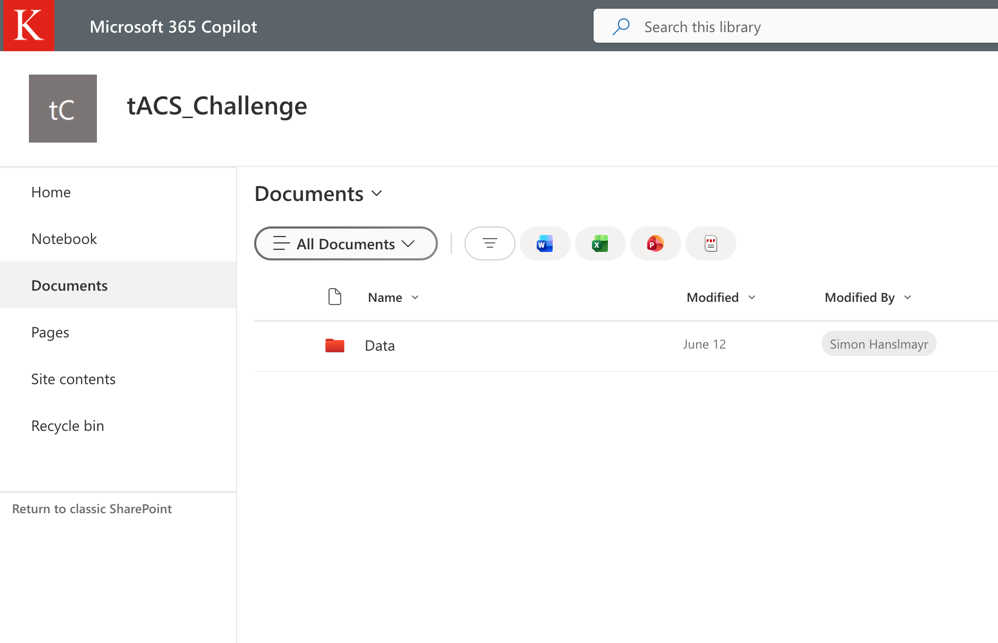 K Microsoft 365 Copilot Search this library
tC tACS_Challenge
Home
Notebook
Documents
Pages
Site contents
Recycle bin
Return to classic SharePoint
Documents
All Documents W X P PDF
Name Modified Modified By
Data June 12 Simon Hanslmayr